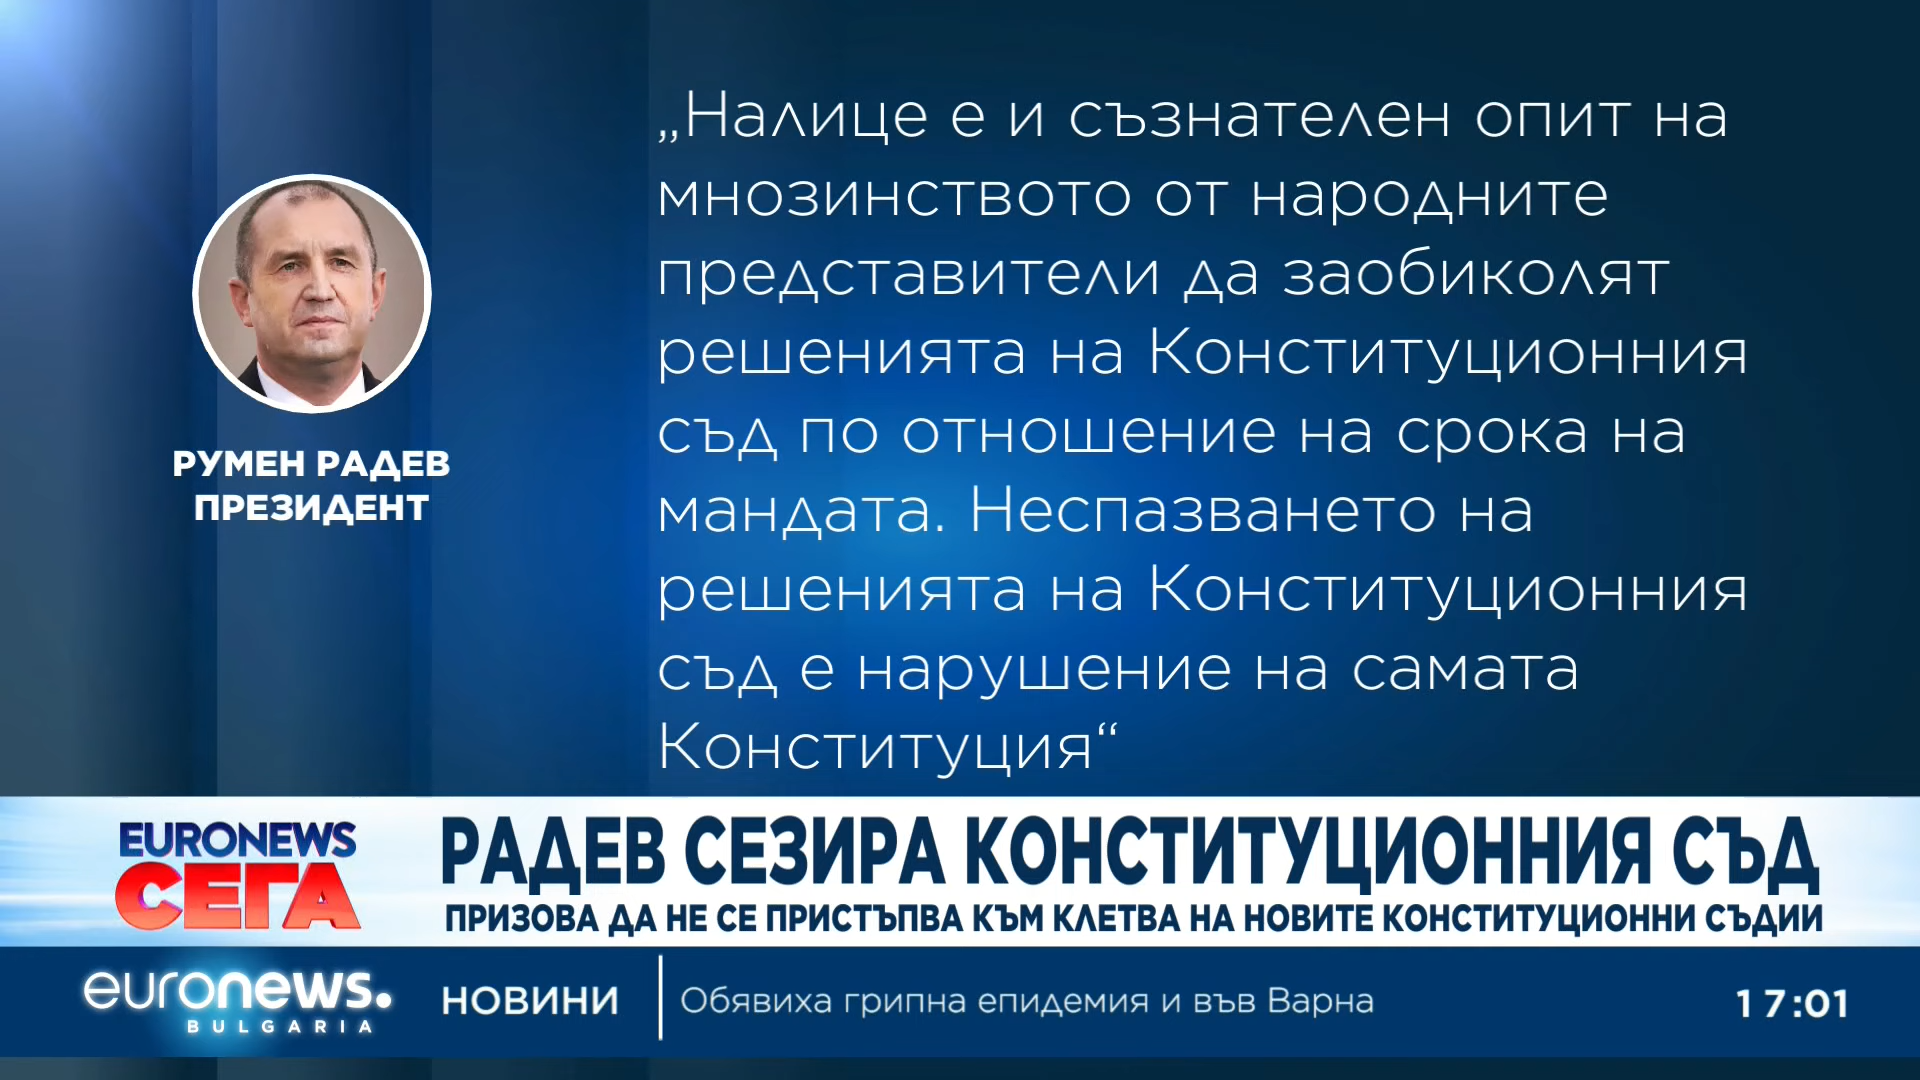 „Налице е и съзнателен опит на
мнозинството от народните
представители да заобиколят
решенията на Конституционния
съд по отношение на срока на
мандата. Неспазването на
решенията на Конституционния
съд е нарушение на самата
Конституция“
РУМЕН РАДЕВ
ПРЕЗИДЕНТ
EURONEWS
СЕГА
РАДЕВ СЕЗИРА КОНСТИТУЦИОННИЯ СЪД
ПРИЗОВА ДА НЕ СЕ ПРИСТЪПВА КЪМ КЛЕТВА НА НОВИТЕ КОНСТИТУЦИОННИ СЪДИИ
euronews.
BULGARIA
НОВИНИ
Обявиха грипна епидемия и във Варна
17:01